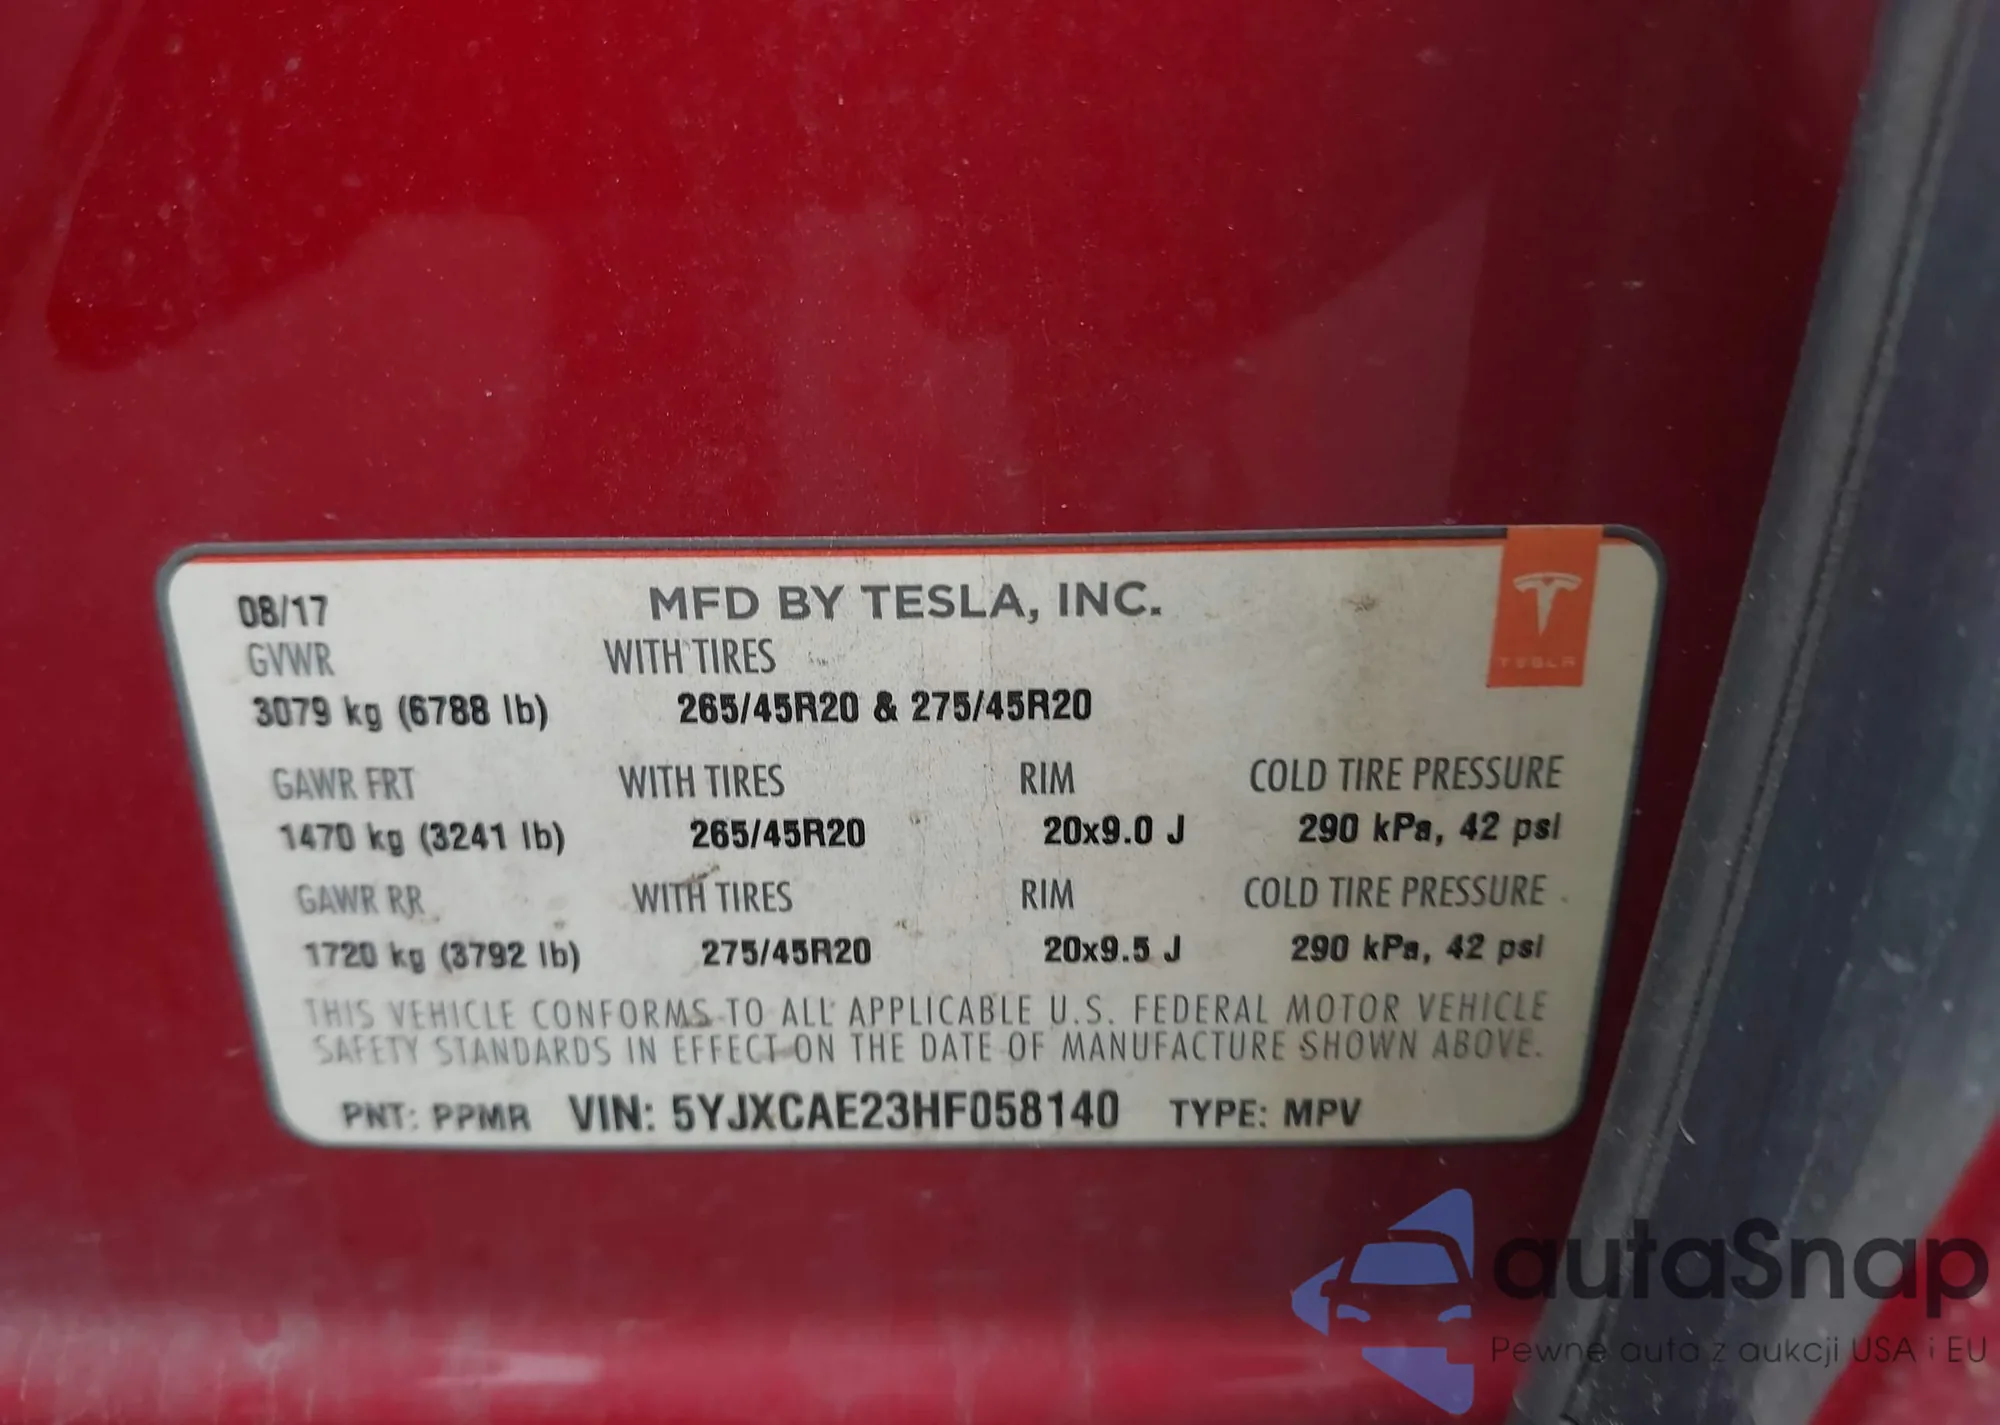 08/17 MFD BY TESLA, INC.
TESLA
GVWR WITH TIRES
3079 kg (6788 lb) 265/45R20 & 275/45R20
GAWR FRT WITH TIRES RIM COLD TIRE PRESSURE
1470 kg (3241 lb) 265/45R20 20x9.0 J 290 kPa, 42 psi
GAWR RR WITH TIRES RIM COLD TIRE PRESSURE
1720 kg (3792 lb) 275/45R20 20x9.5 J 290 kPa, 42 psi
THIS VEHICLE CONFORMS TO ALL APPLICABLE U.S. FEDERAL MOTOR VEHICLE
SAFETY STANDARDS IN EFFECT ON THE DATE OF MANUFACTURE SHOWN ABOVE.
PNT: PPMR VIN: 5YJXCAE23HF058140 TYPE: MPV
autaSnap
Pewne auta z aukcji USA i EU